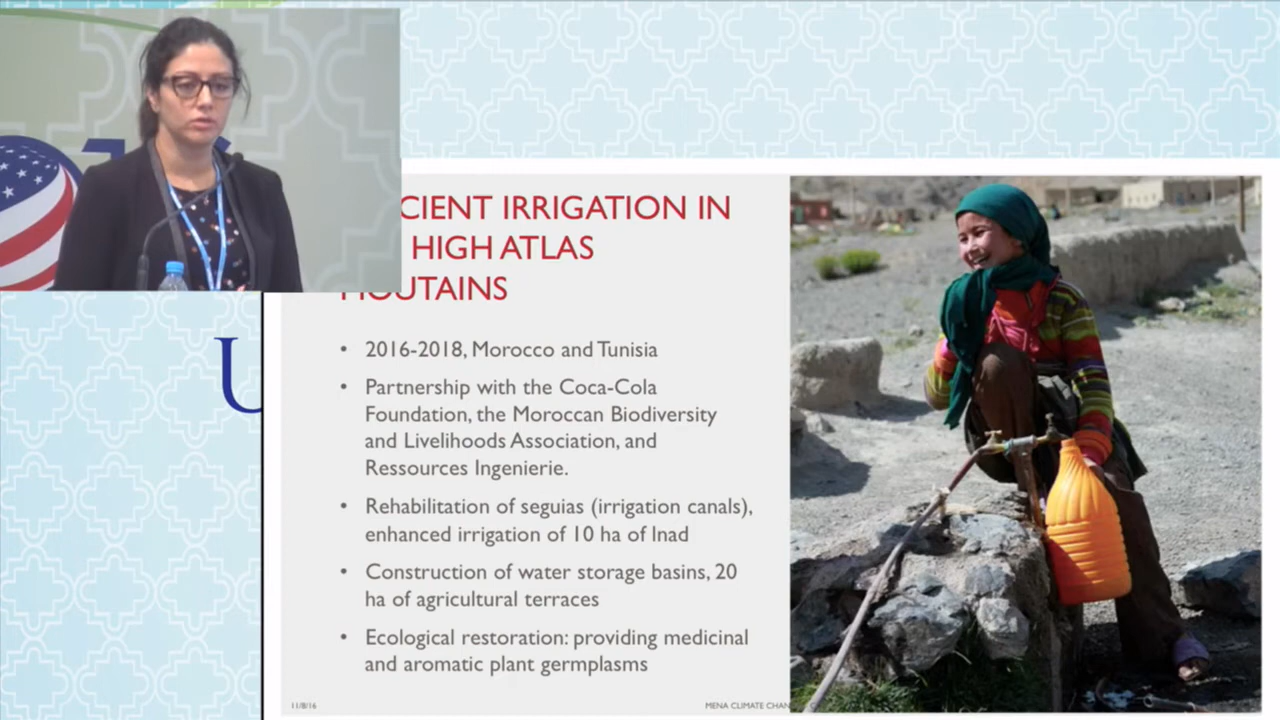 CIENT IRRIGATION IN
HIGH ATLAS
MOUTAINS
• 2016-2018, Morocco and Tunisia
• Partnership with the Coca-Cola
Foundation, the Moroccan Biodiversity
and Livelihoods Association, and
Ressources Ingenierie.
• Rehabilitation of seguias (irrigation canals),
enhanced irrigation of 10 ha of lnad
• Construction of water storage basins, 20
ha of agricultural terraces
• Ecological restoration: providing medicinal
and aromatic plant germplasms
11/8/16
MENA CLIMATE CHAN
U